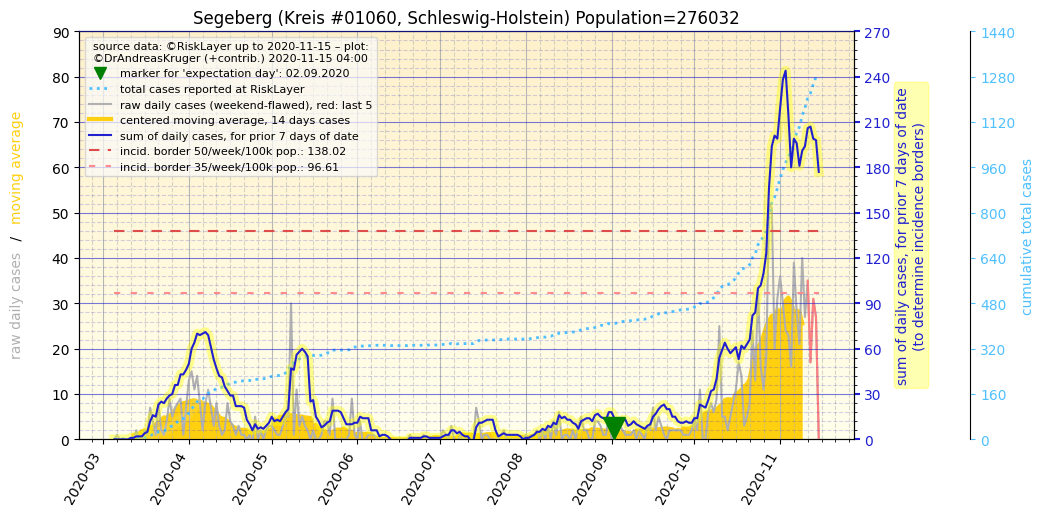 Segeberg (Kreis #01060, Schleswig-Holstein) Population=276032
source data: ©RiskLayer up to 2020-11-15 – plot:
©DrAndreasKruger (+contrib.) 2020-11-15 04:00
marker for 'expectation day': 02.09.2020
total cases reported at RiskLayer
raw daily cases (weekend-flawed), red: last 5
centered moving average, 14 days cases
sum of daily cases, for prior 7 days of date
incid. border 50/week/100k pop.: 138.02
incid. border 35/week/100k pop.: 96.61
raw daily cases / moving average
90
80
70
60
50
40
30
20
10
0
2020-03
2020-04
2020-05
2020-06
2020-07
2020-08
2020-09
2020-10
2020-11
270
240
210
180
150
120
90
60
30
0
sum of daily cases, for prior 7 days of date
(to determine incidence borders)
1440
1280
1120
960
800
640
480
320
160
0
cumulative total cases